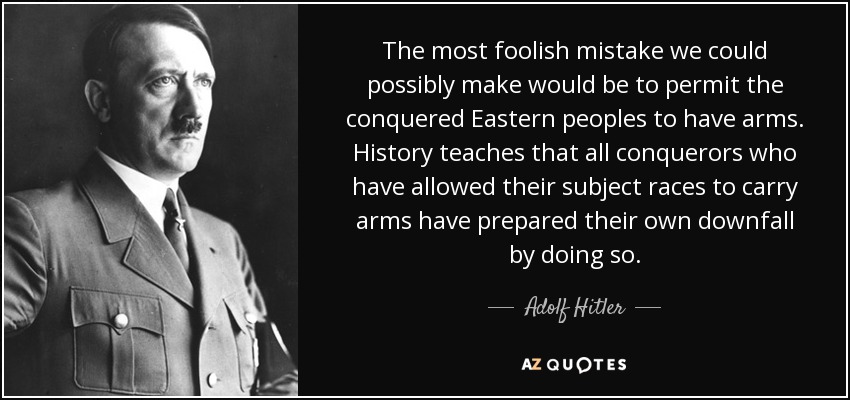 The most foolish mistake we could
possibly make would be to permit the
conquered Eastern peoples to have arms.
History teaches that all conquerors who
have allowed their subject races to carry
arms have prepared their own downfall
by doing so.
Adolf Hitler
AZ QUOTES